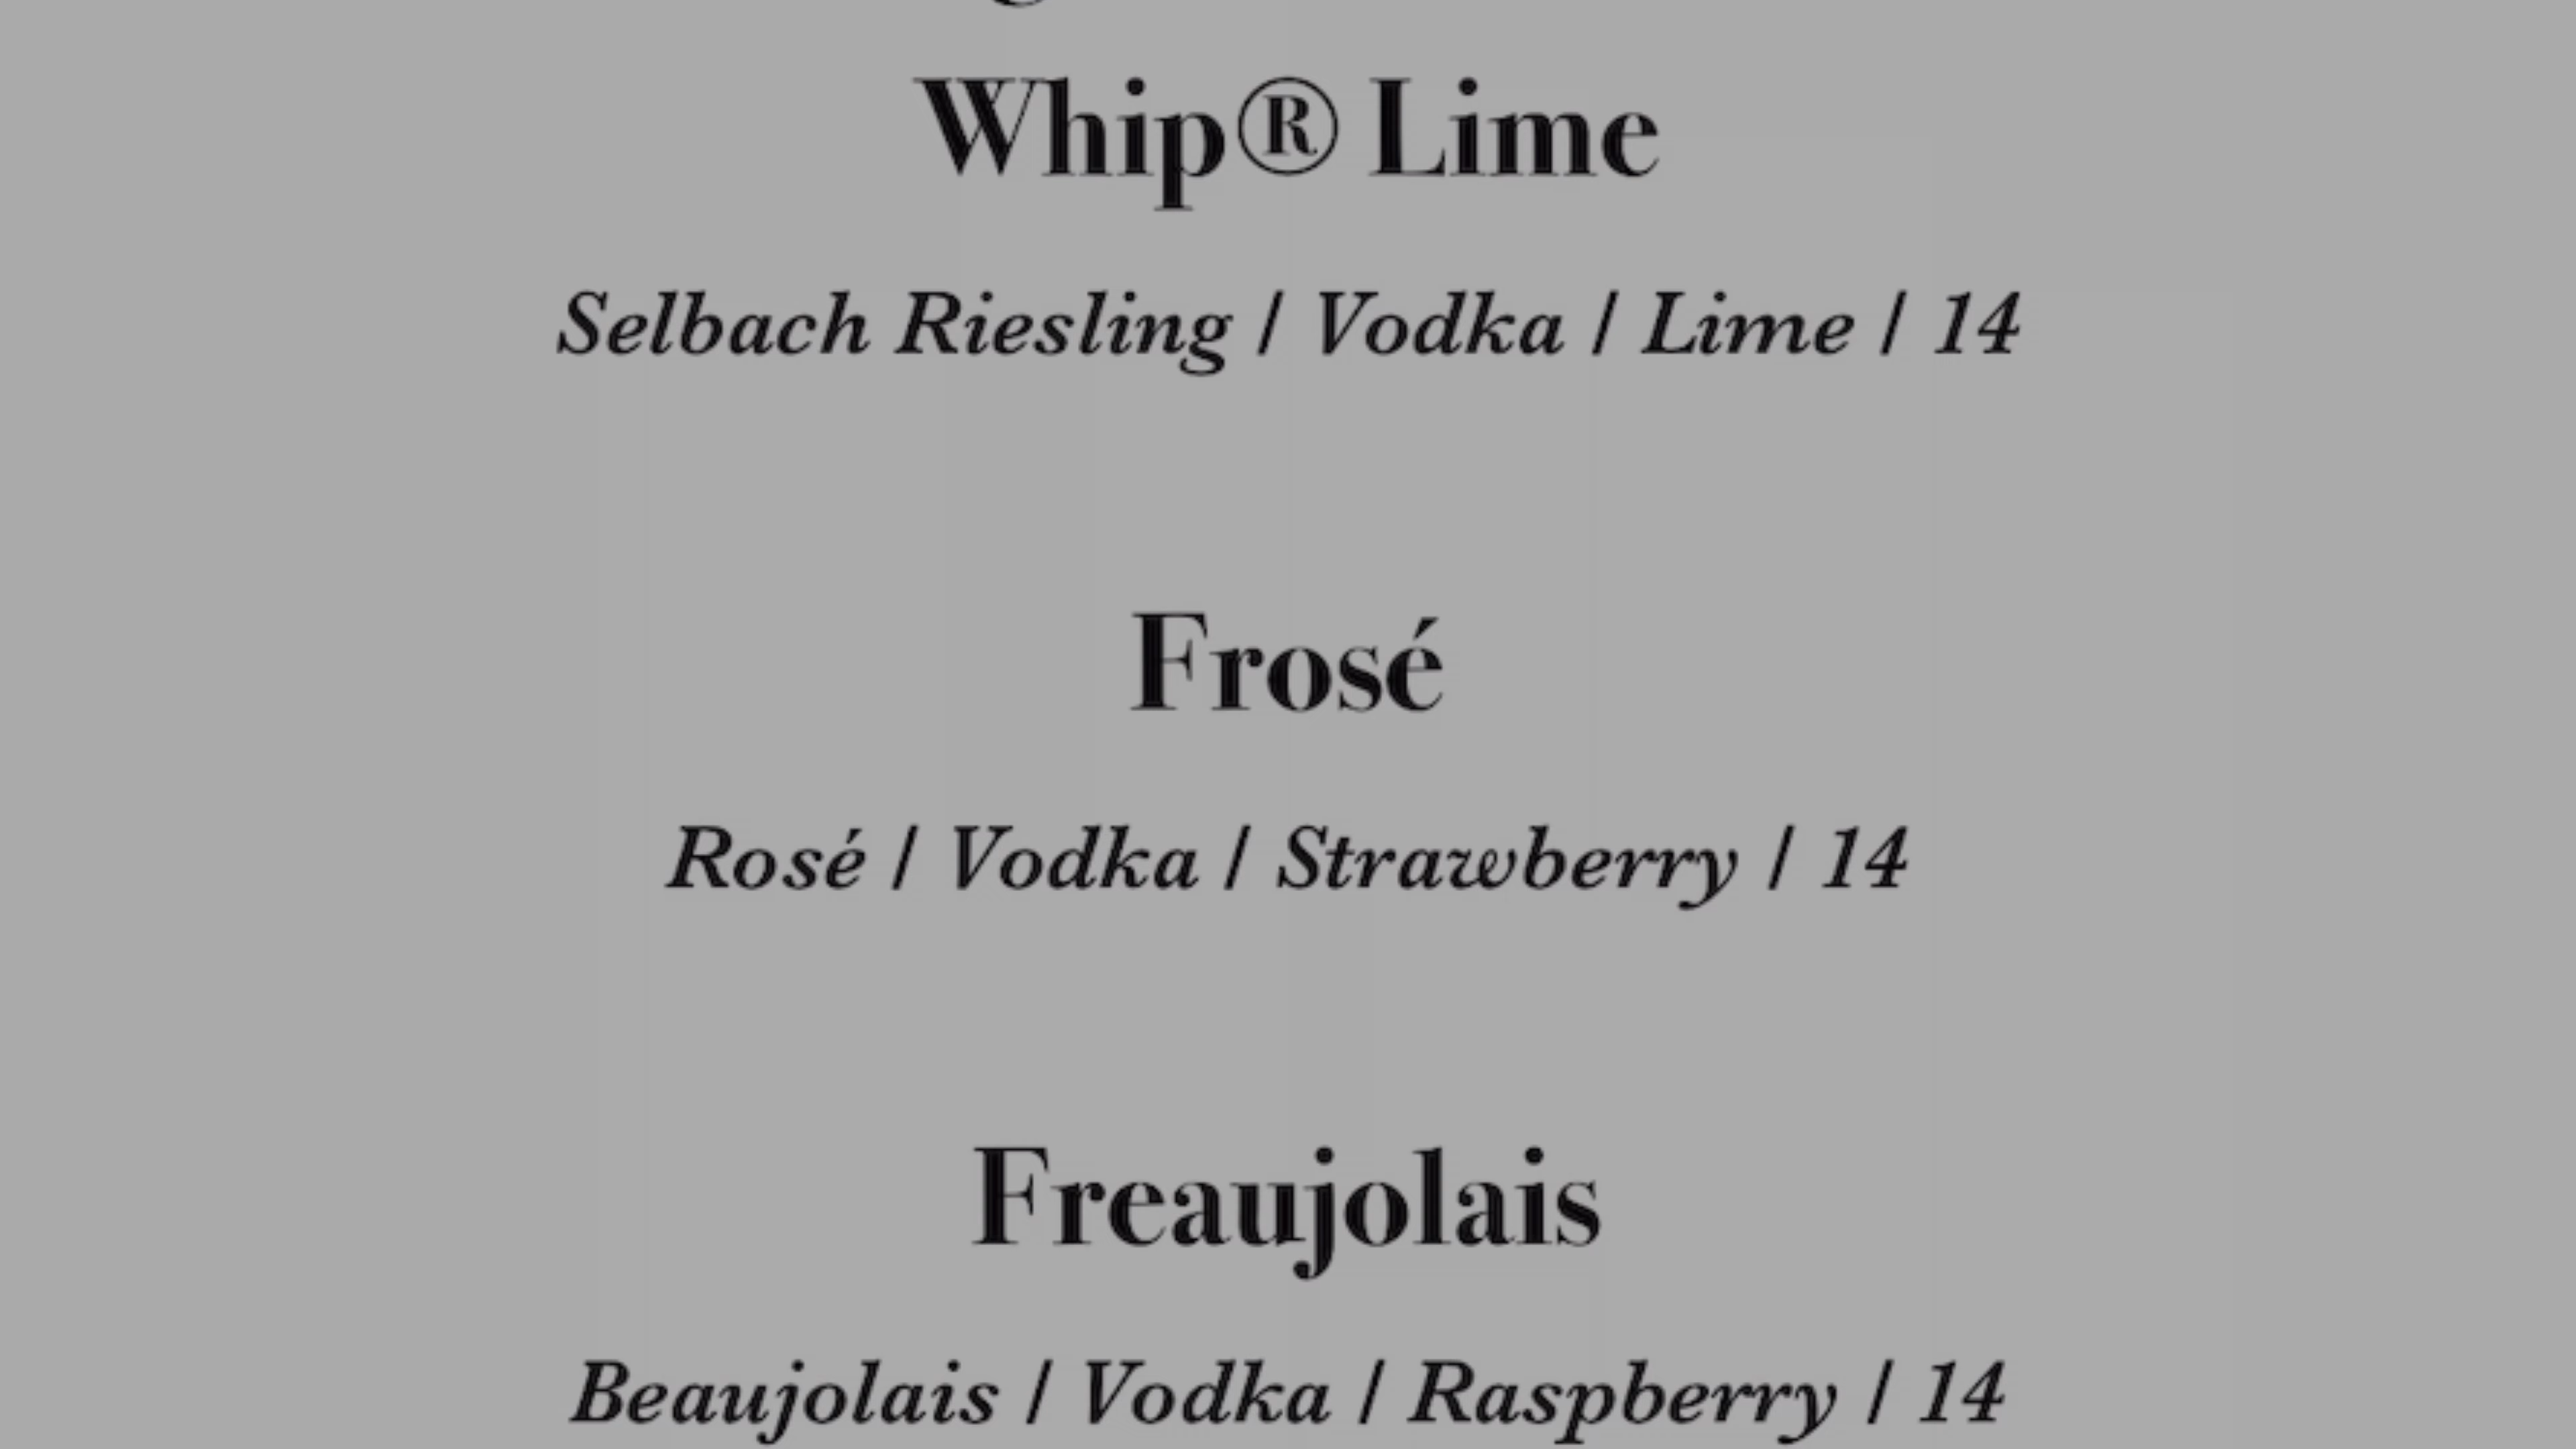 Whip® Lime
Selbach Riesling / Vodka / Lime / 14
Frosé
Rosé / Vodka / Strawberry / 14
Freaujolais
Beaujolais / Vodka / Raspberry / 14